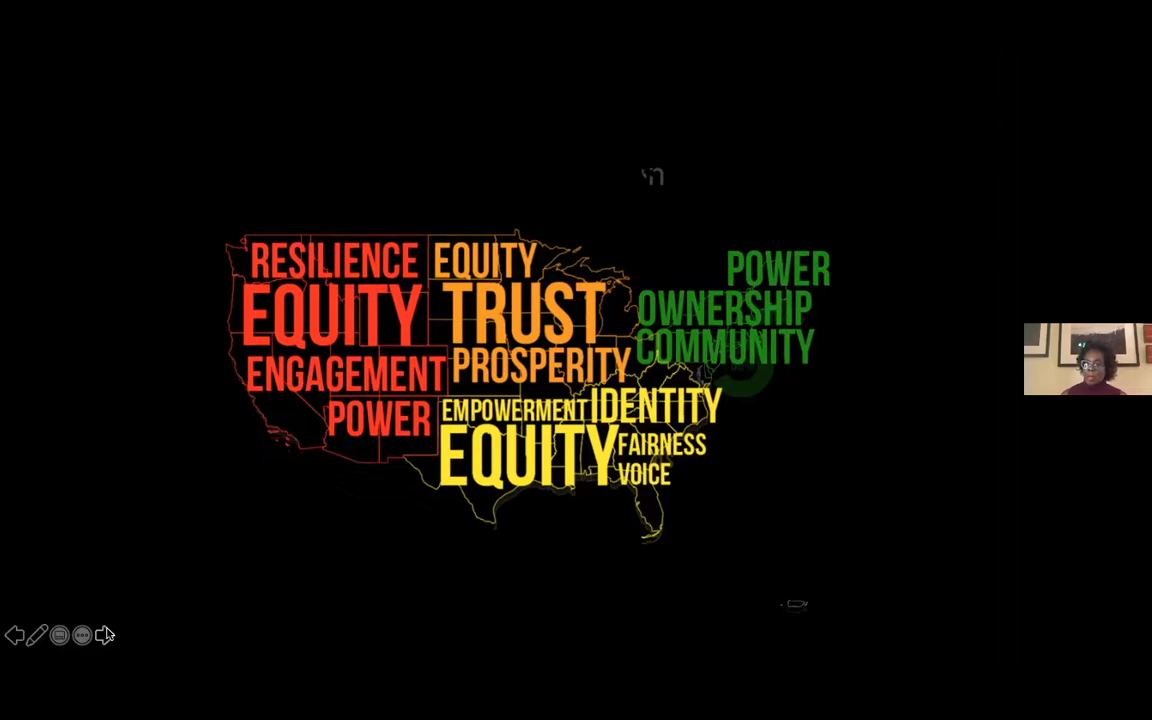 RESILIENCE
EQUITY
ENGAGEMENT
POWER
EQUITY
TRUST
PROSPERITY
EMPOWERMENT IDENTITY
EQUITY
FAIRNESS
VOICE
POWER
OWNERSHIP
COMMUNITY